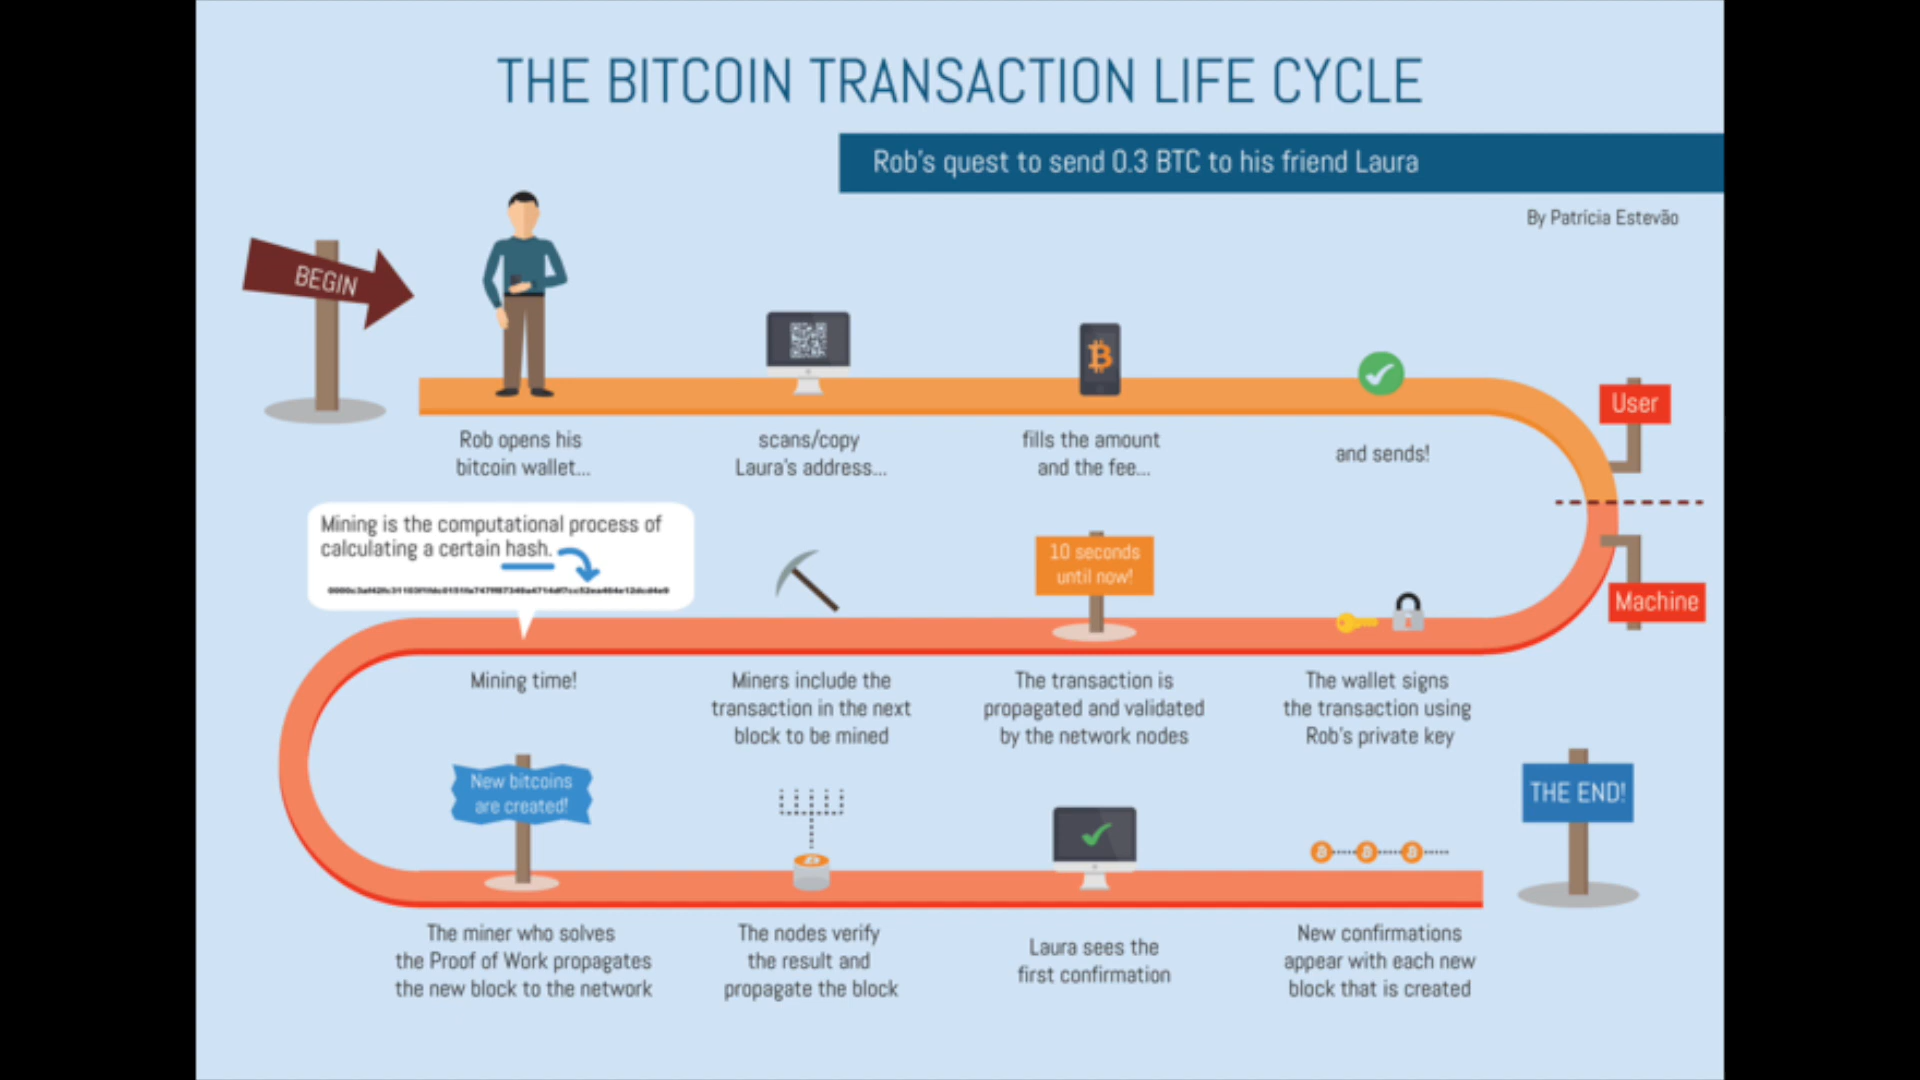 THE BITCOIN TRANSACTION LIFE CYCLE
Rob's quest to send 0.3 BTC to his friend Laura
By Patrícia Estevão
BEGIN
Rob opens his
bitcoin wallet...
scans/copy
Laura's address...
fills the amount
and the fee...
and sends!
User
Machine
The wallet signs
the transaction using
Rob's private key
10 seconds
until now!
The transaction is
propagated and validated
by the network nodes
Miners include the
transaction in the next
block to be mined
Mining is the computational process of
calculating a certain hash.
Mining time!
New bitcoins
are created!
The miner who solves
the Proof of Work propagates
the new block to the network
The nodes verify
the result and
propagate the block
Laura sees the
first confirmation
New confirmations
appear with each new
block that is created
THE END!